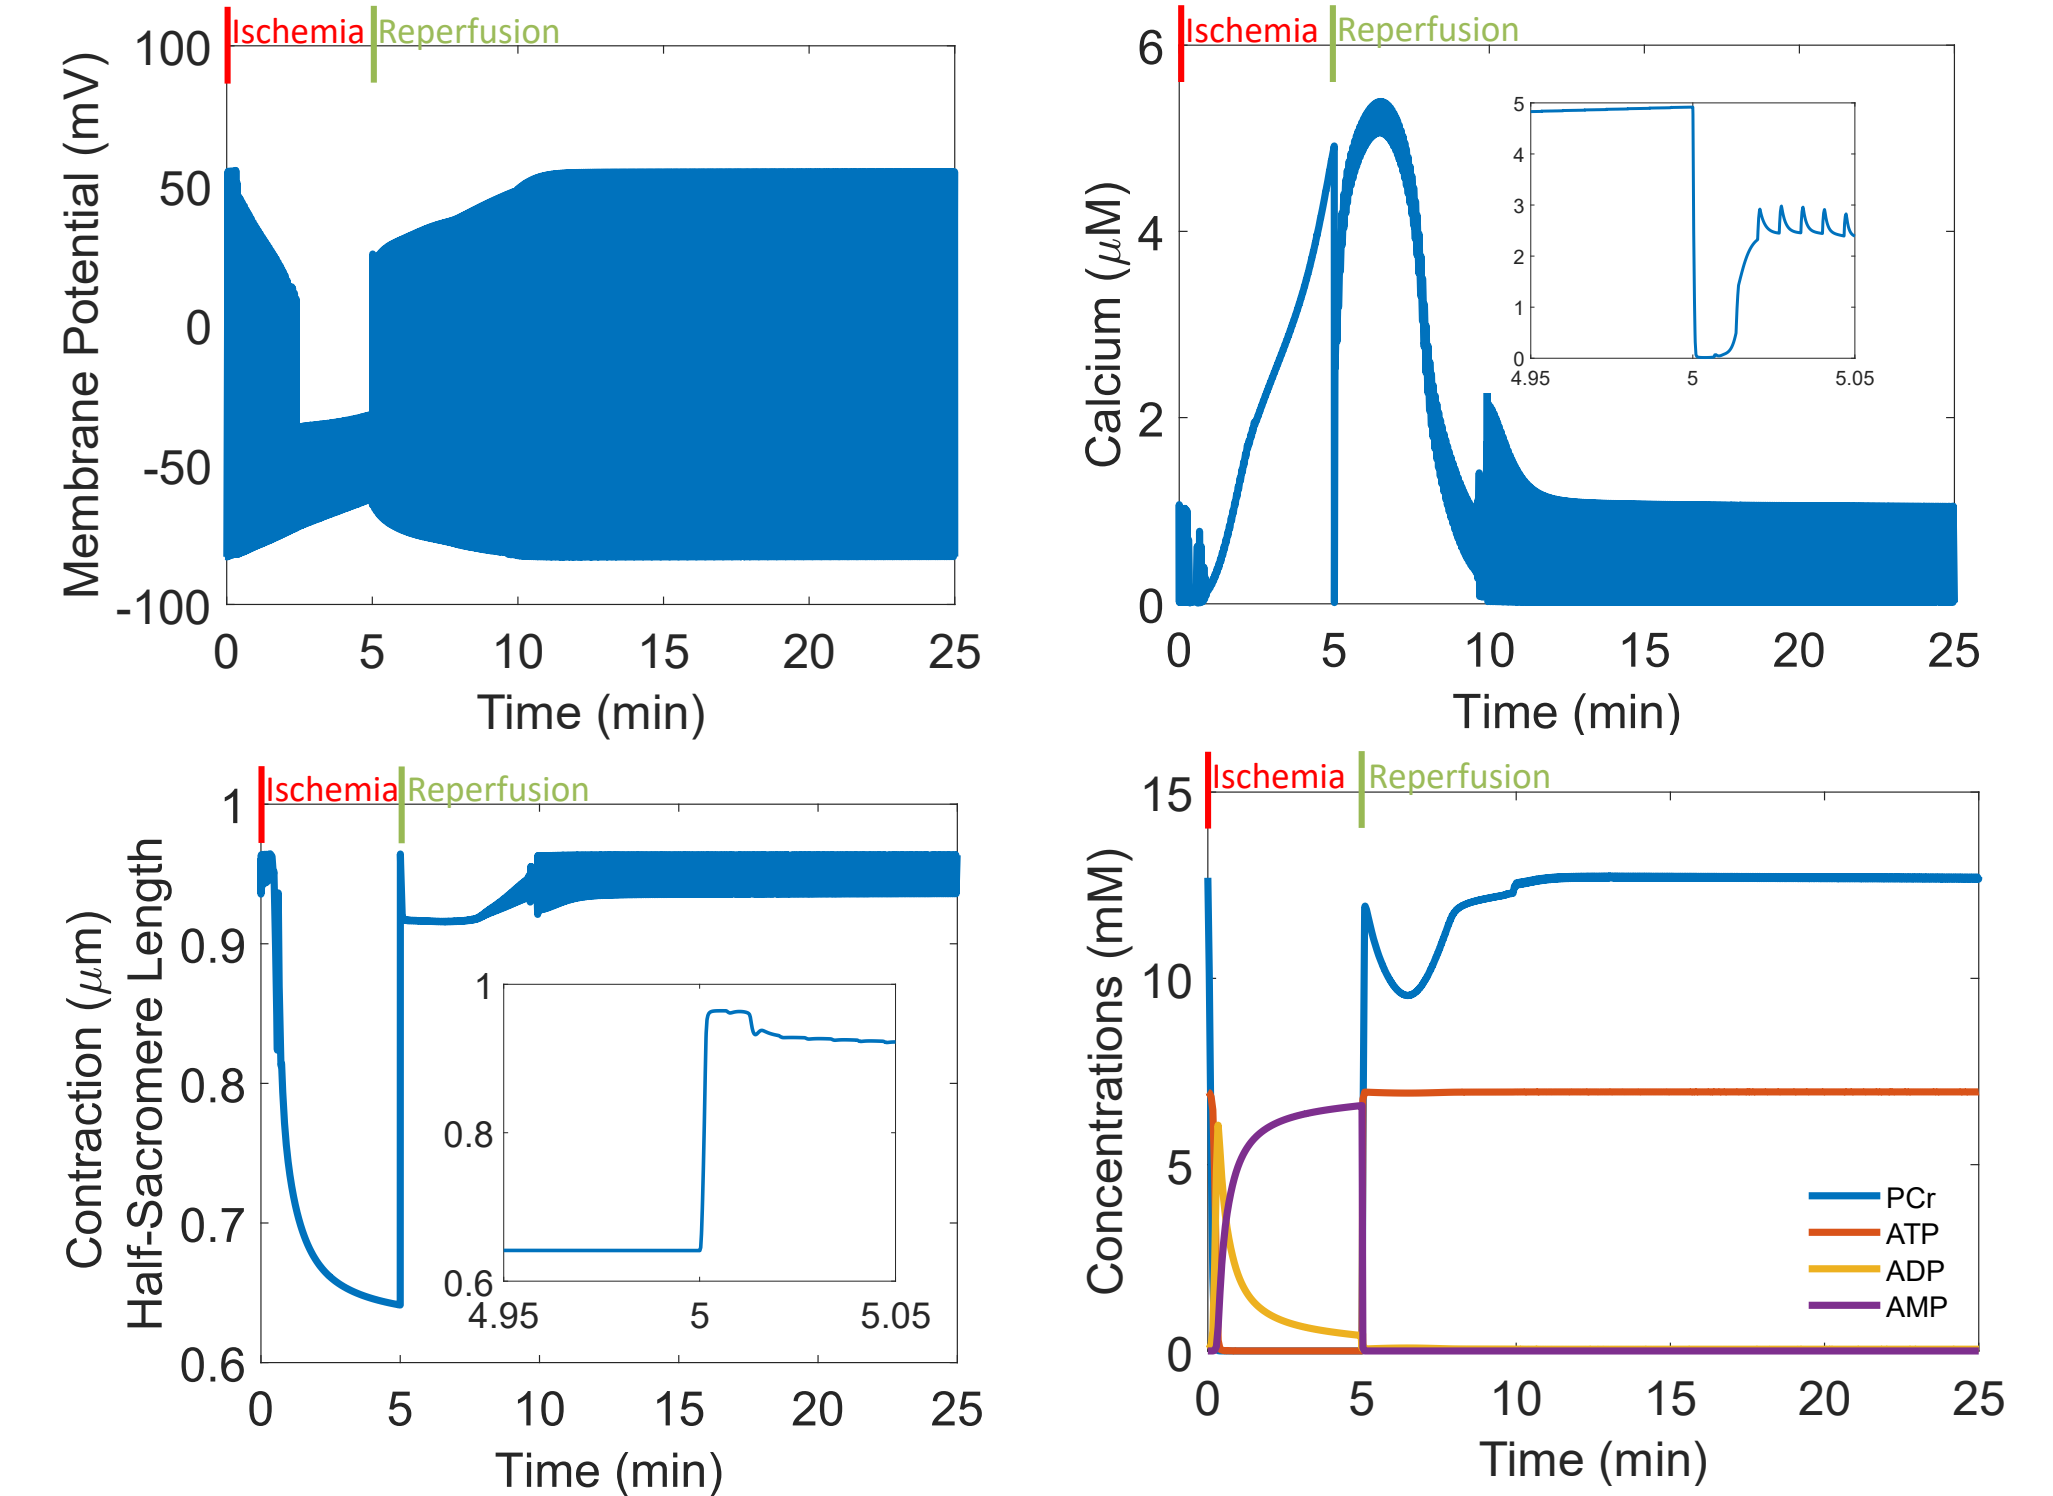 Ischemia Reperfusion
100
50
0
-50
-100
0 5 10 15 20 25
Time (min)
Membrane Potential (mV)
Ischemia Reperfusion
6
4
2
0
0 5 10 15 20 25
Time (min)
Calcium (μM)
5
4
3
2
1
0
4.95 5 5.05
Ischemia Reperfusion
1
0.9
0.8
0.7
0.6
0 5 10 15 20 25
Time (min)
Contraction (μm)
Half-Sacromere Length
1
0.8
0.6
4.95 5 5.05
Ischemia Reperfusion
15
10
5
0
0 5 10 15 20 25
Time (min)
Concentrations (mM)
PCr
ATP
ADP
AMP